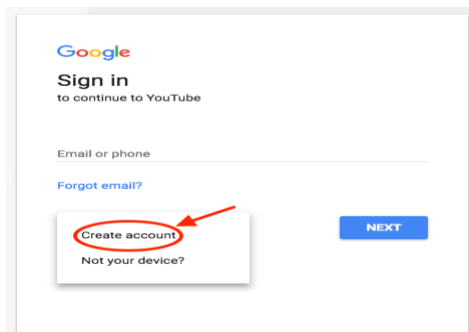 Google
Sign in
to continue to YouTube
Email or phone
Forgot email?
Create account
NEXT
Not your device?